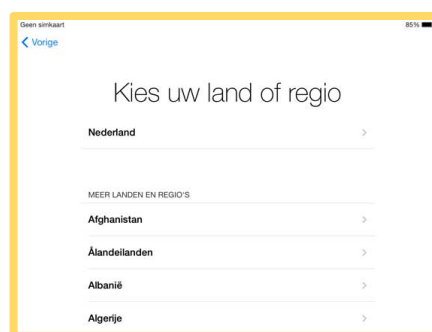 Geen simkaart 85%
Vorige
Kies uw land of regio
Nederland
MEER LANDEN EN REGIO'S
Afghanistan
Ålandeilanden
Albanië
Algerije